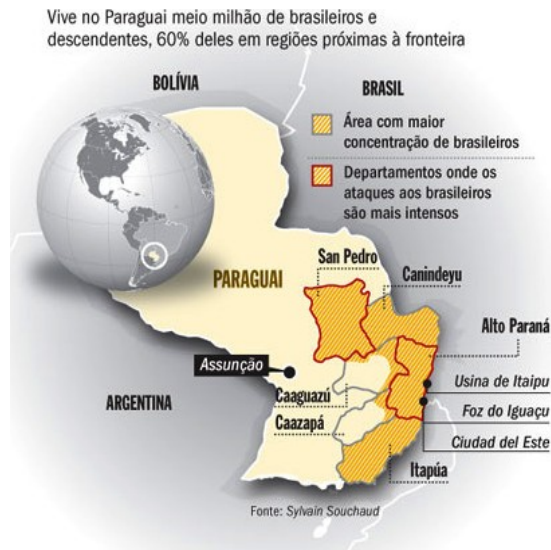 Vive no Paraguai meio milhão de brasileiros e
descendentes, 60% deles em regiões próximas à fronteira
BOLÍVIA
BRASIL
Área com maior
concentração de brasileiros
Departamentos onde os
ataques aos brasileiros
são mais intensos
San Pedro
PARAGUAI
Canindeyu
Alto Paraná
Assunção
Usina de Itaipu
Caaguazú
ARGENTINA
Foz do Iguaçu
Caazapá
Ciudad del Este
Itapúa
Fonte: Sylvain Souchaud